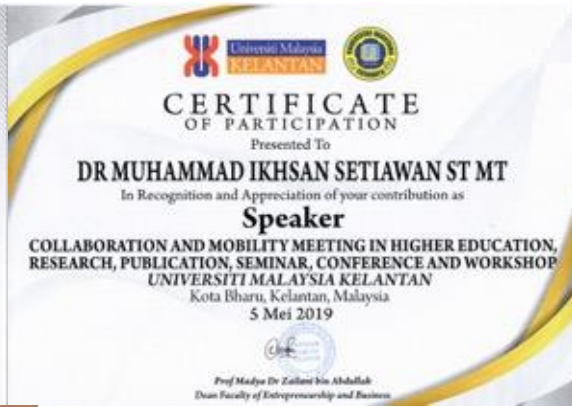 Universiti Malaysia
KELANTAN
CERTIFICATE
OF PARTICIPATION
Presented To
DR MUHAMMAD IKHSAN SETIAWAN ST MT
In Recognition and Appreciation of your contribution as
Speaker
COLLABORATION AND MOBILITY MEETING IN HIGHER EDUCATION,
RESEARCH, PUBLICATION, SEMINAR, CONFERENCE AND WORKSHOP
UNIVERSITI MALAYSIA KELANTAN
Kota Bharu, Kelantan, Malaysia
5 Mei 2019
Prof Madya Dr Zailani bin Abdullah
Dean Faculty of Entrepreneurship and Business